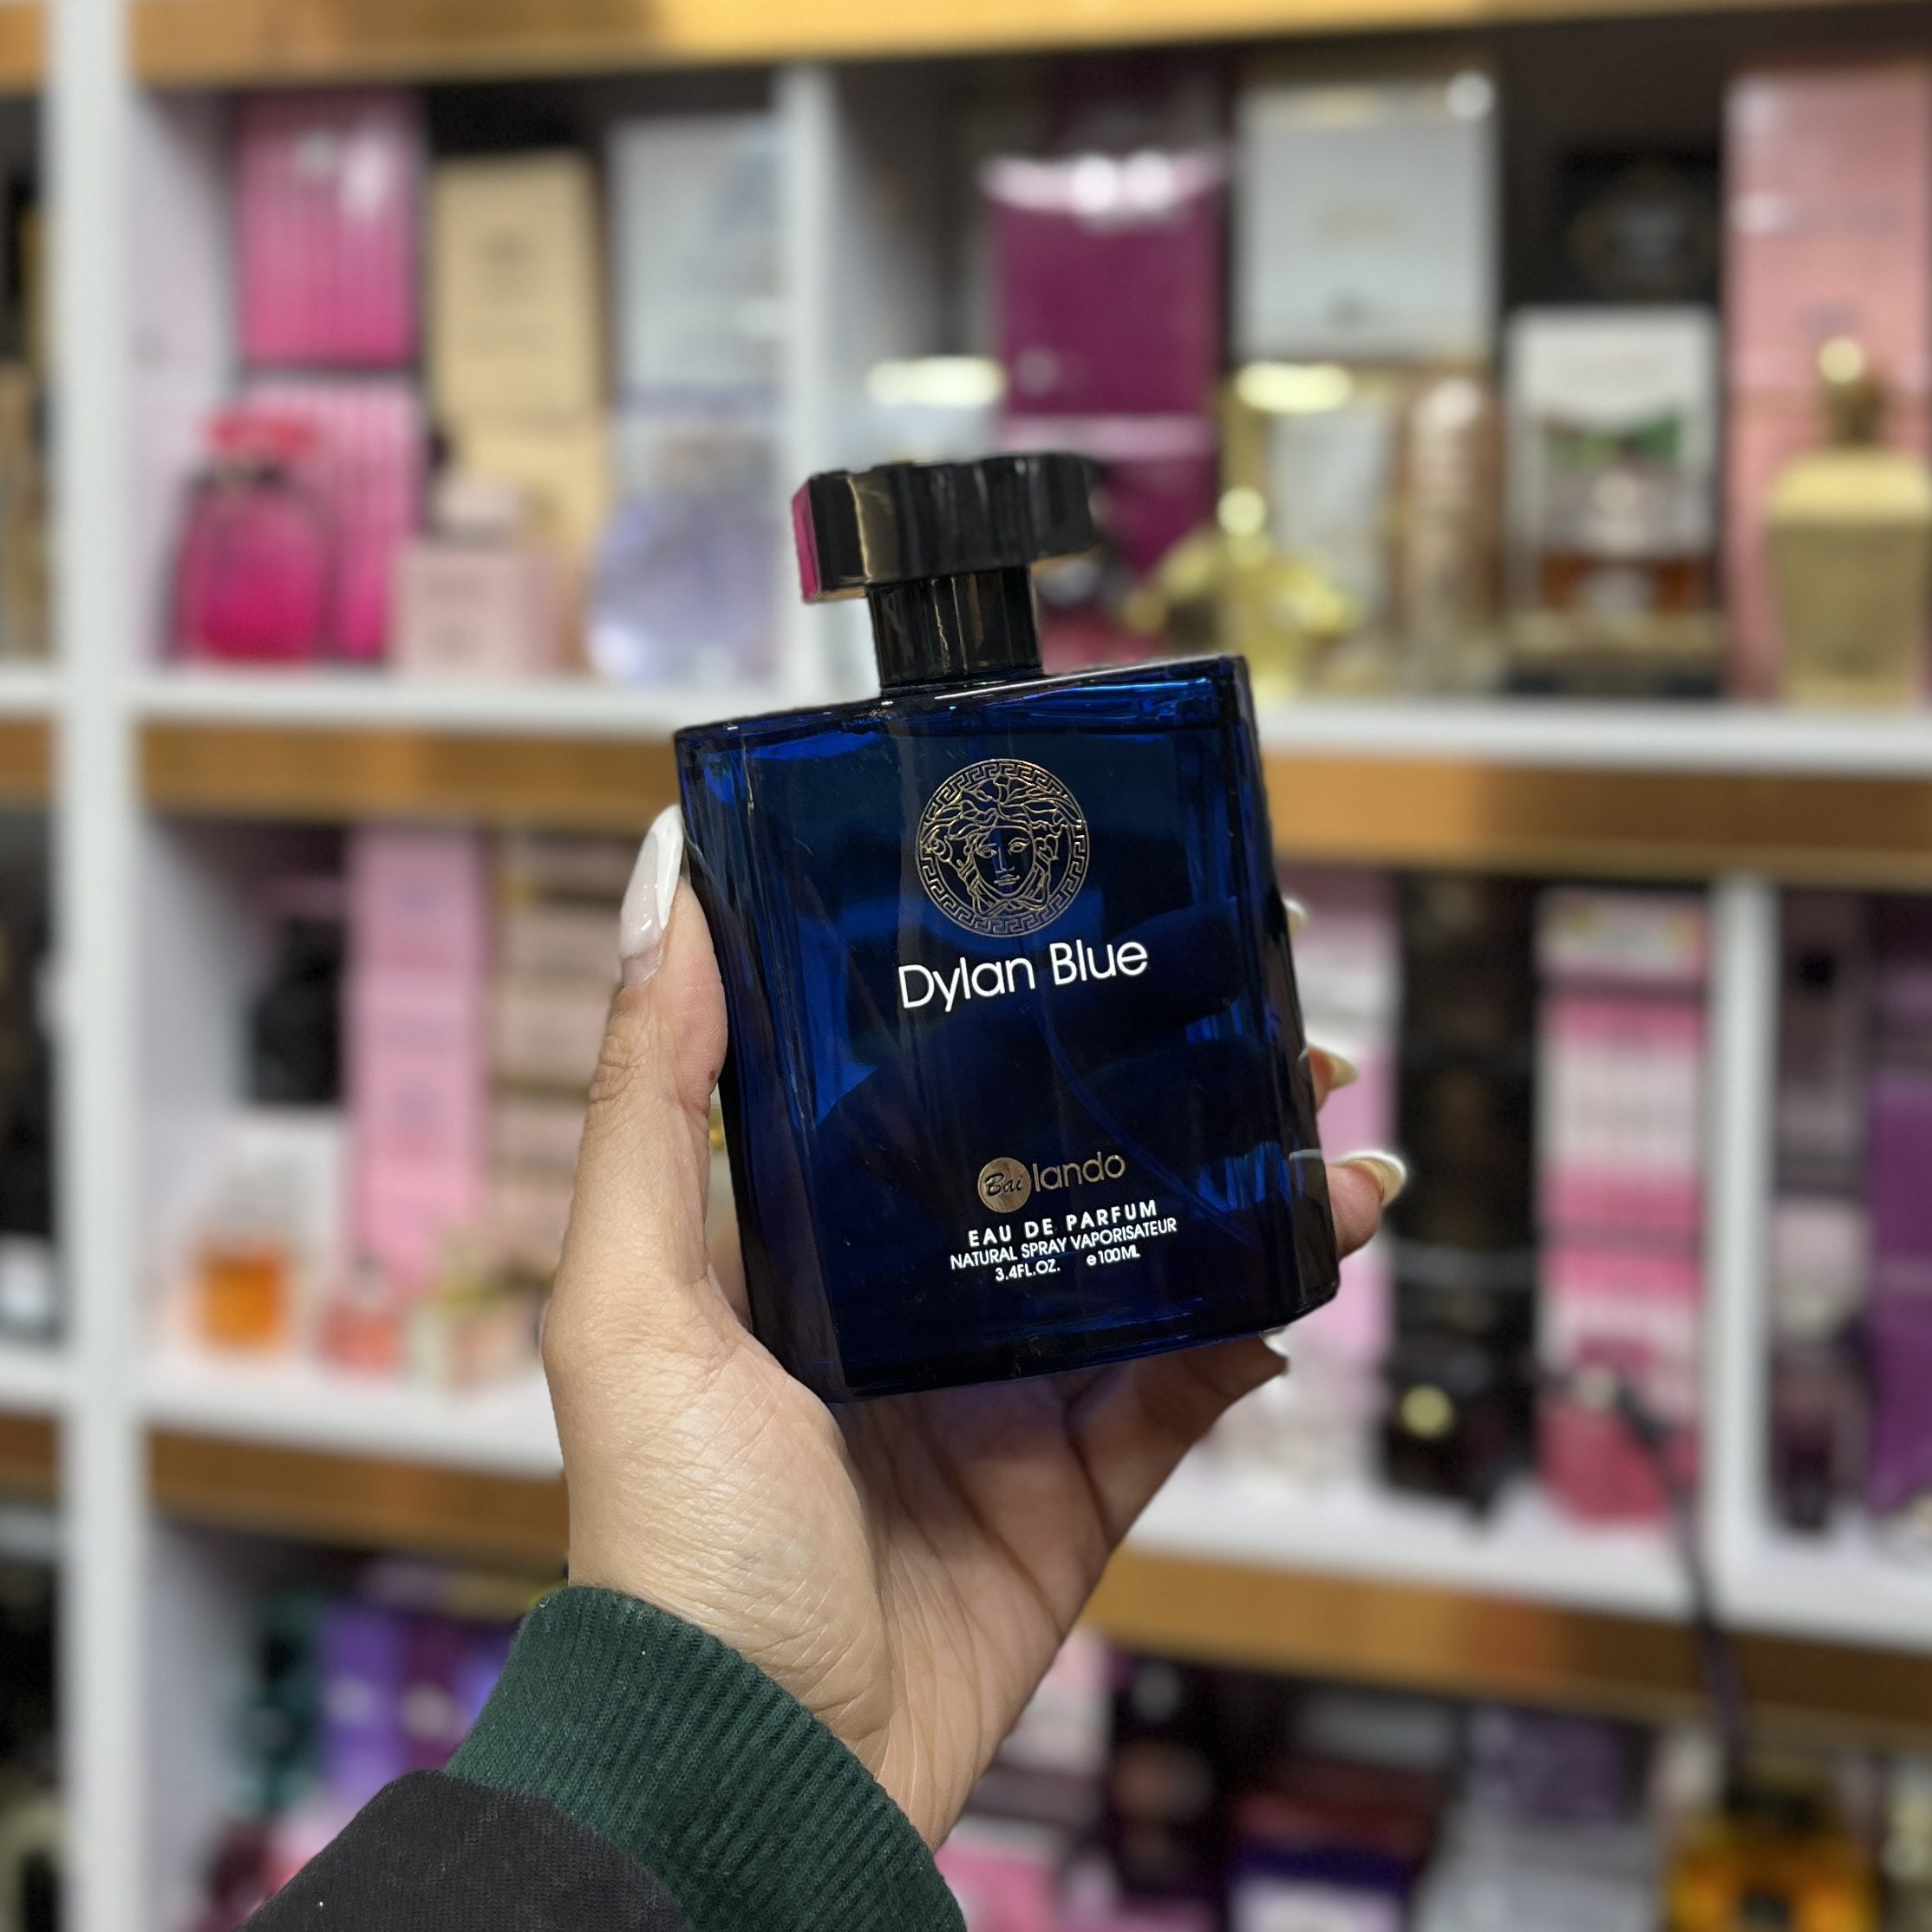 Dylan Blue
Bailando
EAU DE PARFUM
NATURAL SPRAY VAPORISATEUR
3.4FL.OZ. e100ML